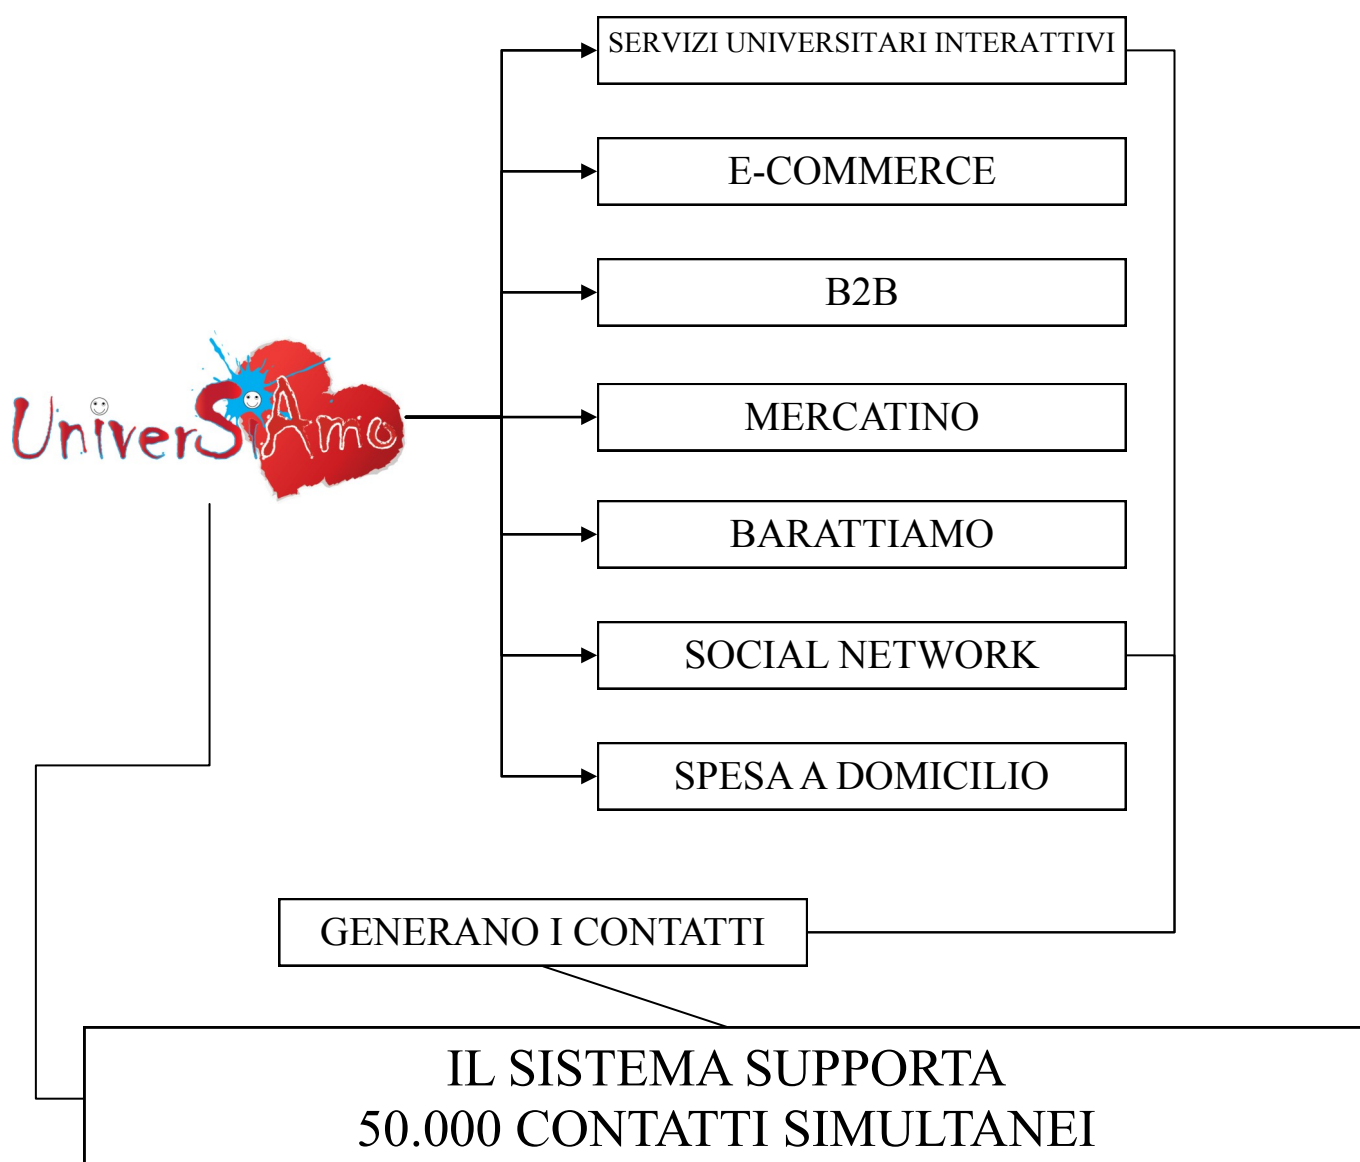 SERVIZI UNIVERSITARI INTERATTIVI
E-COMMERCE
B2B
UniverSiAmo
MERCATINO
BARATTIAMO
SOCIAL NETWORK
SPESA A DOMICILIO
GENERANO I CONTATTI
IL SISTEMA SUPPORTA
50.000 CONTATTI SIMULTANEI